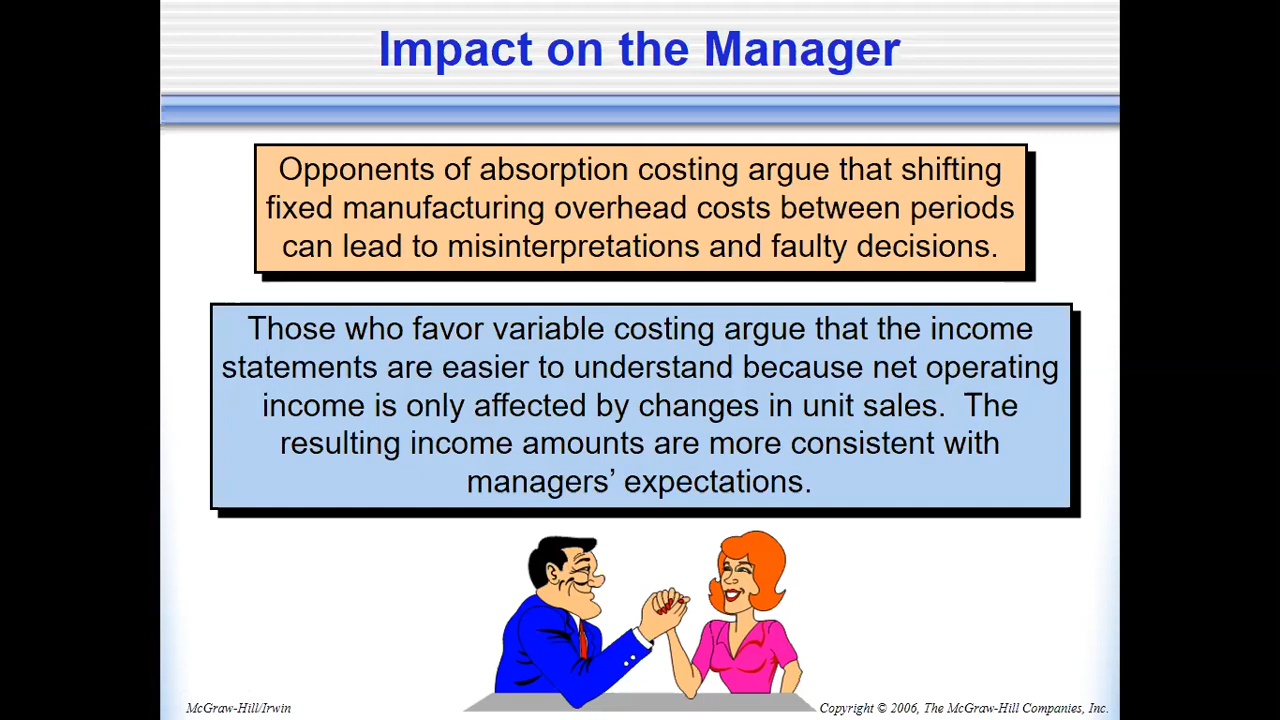 Impact on the Manager
Opponents of absorption costing argue that shifting
fixed manufacturing overhead costs between periods
can lead to misinterpretations and faulty decisions.
Those who favor variable costing argue that the income
statements are easier to understand because net operating
income is only affected by changes in unit sales.  The
resulting income amounts are more consistent with
managers’ expectations.
McGraw-Hill/Irwin
Copyright © 2006, The McGraw-Hill Companies, Inc.